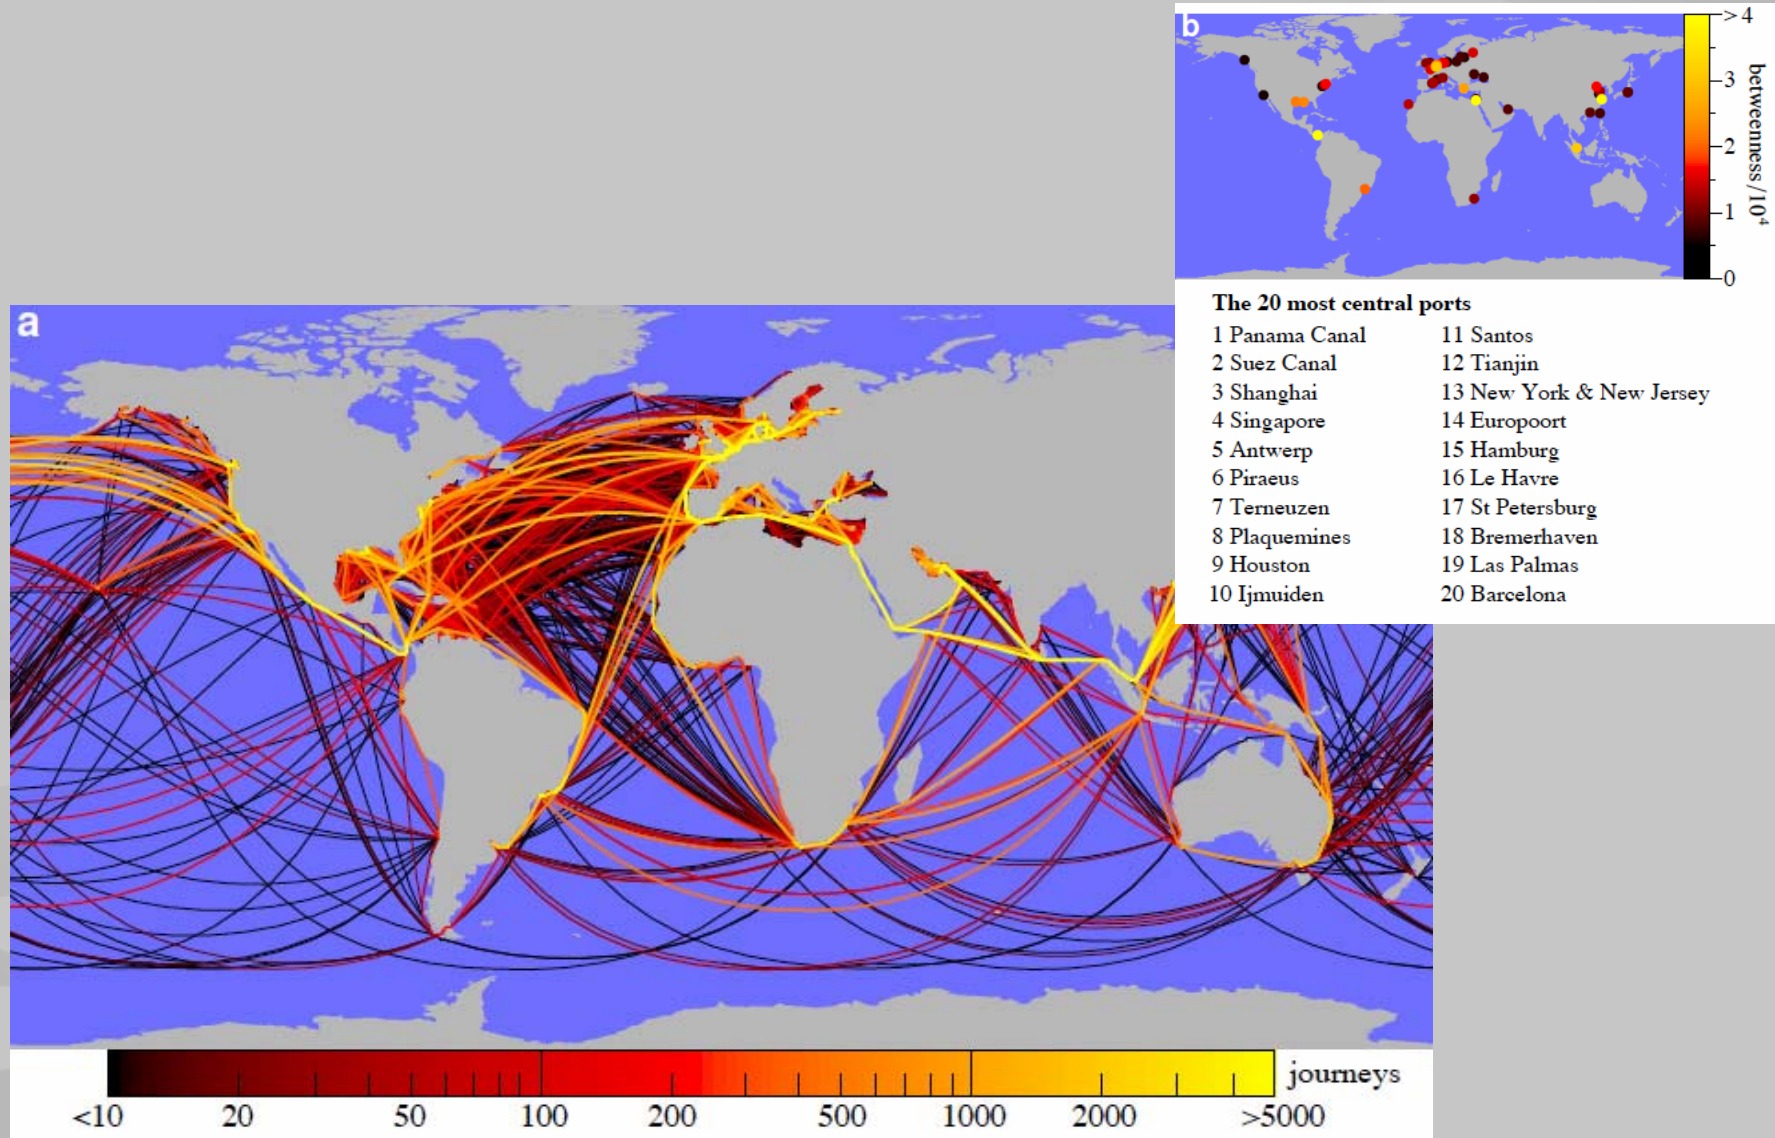 b
>4
3
2
1
0
betweenness/10⁴
The 20 most central ports
1 Panama Canal
2 Suez Canal
3 Shanghai
4 Singapore
5 Antwerp
6 Piraeus
7 Terneuzen
8 Plaquemines
9 Houston
10 Ijmuiden
11 Santos
12 Tianjin
13 New York & New Jersey
14 Europoort
15 Hamburg
16 Le Havre
17 St Petersburg
18 Bremerhaven
19 Las Palmas
20 Barcelona
a
journeys
<10 20 50 100 200 500 1000 2000 >5000